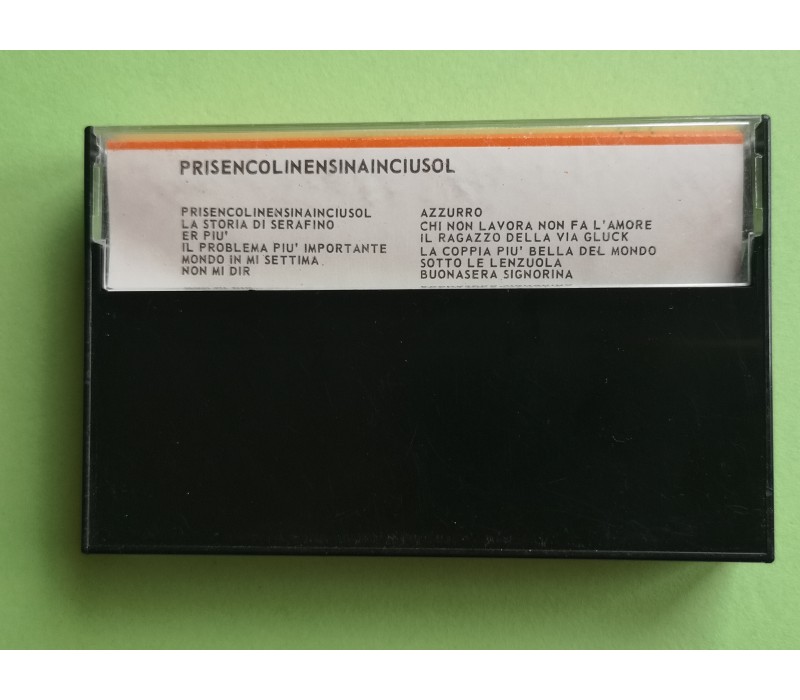 PRISENCOLINENSINAINCIUSOL
PRISENCOLINENSINAINCIUSOL
LA STORIA DI SERAFINO
ER PIU'
IL PROBLEMA PIU' IMPORTANTE
MONDO IN MI SETTIMA
NON MI DIR
AZZURRO
CHI NON LAVORA NON FA L'AMORE
IL RAGAZZO DELLA VIA GLUCK
LA COPPIA PIU' BELLA DEL MONDO
SOTTO LE LENZUOLA
BUONASERA SIGNORINA